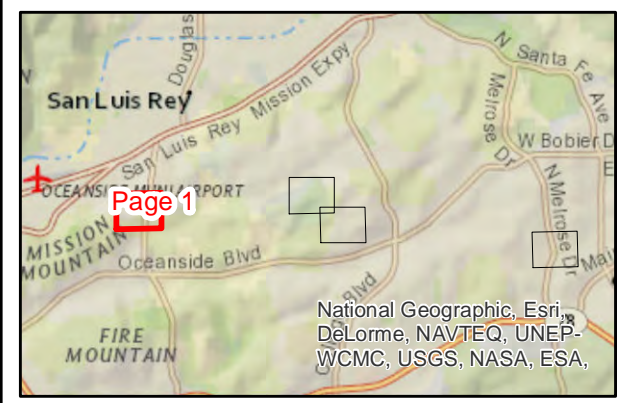 Douglas
N Santa Fe Ave
San Luis Rey
San Luis Rey Mission Expy
Melrose Dr
W Bobier D
E
OCEANSIDE MUNI AIRPORT
Page 1
N Melrose Dr
MISSION
MOUNTAIN
Oceanside Blvd
Main
Blvd
National Geographic, Esri,
DeLorme, NAVTEQ, UNEP-
WCMC, USGS, NASA, ESA,
FIRE
MOUNTAIN